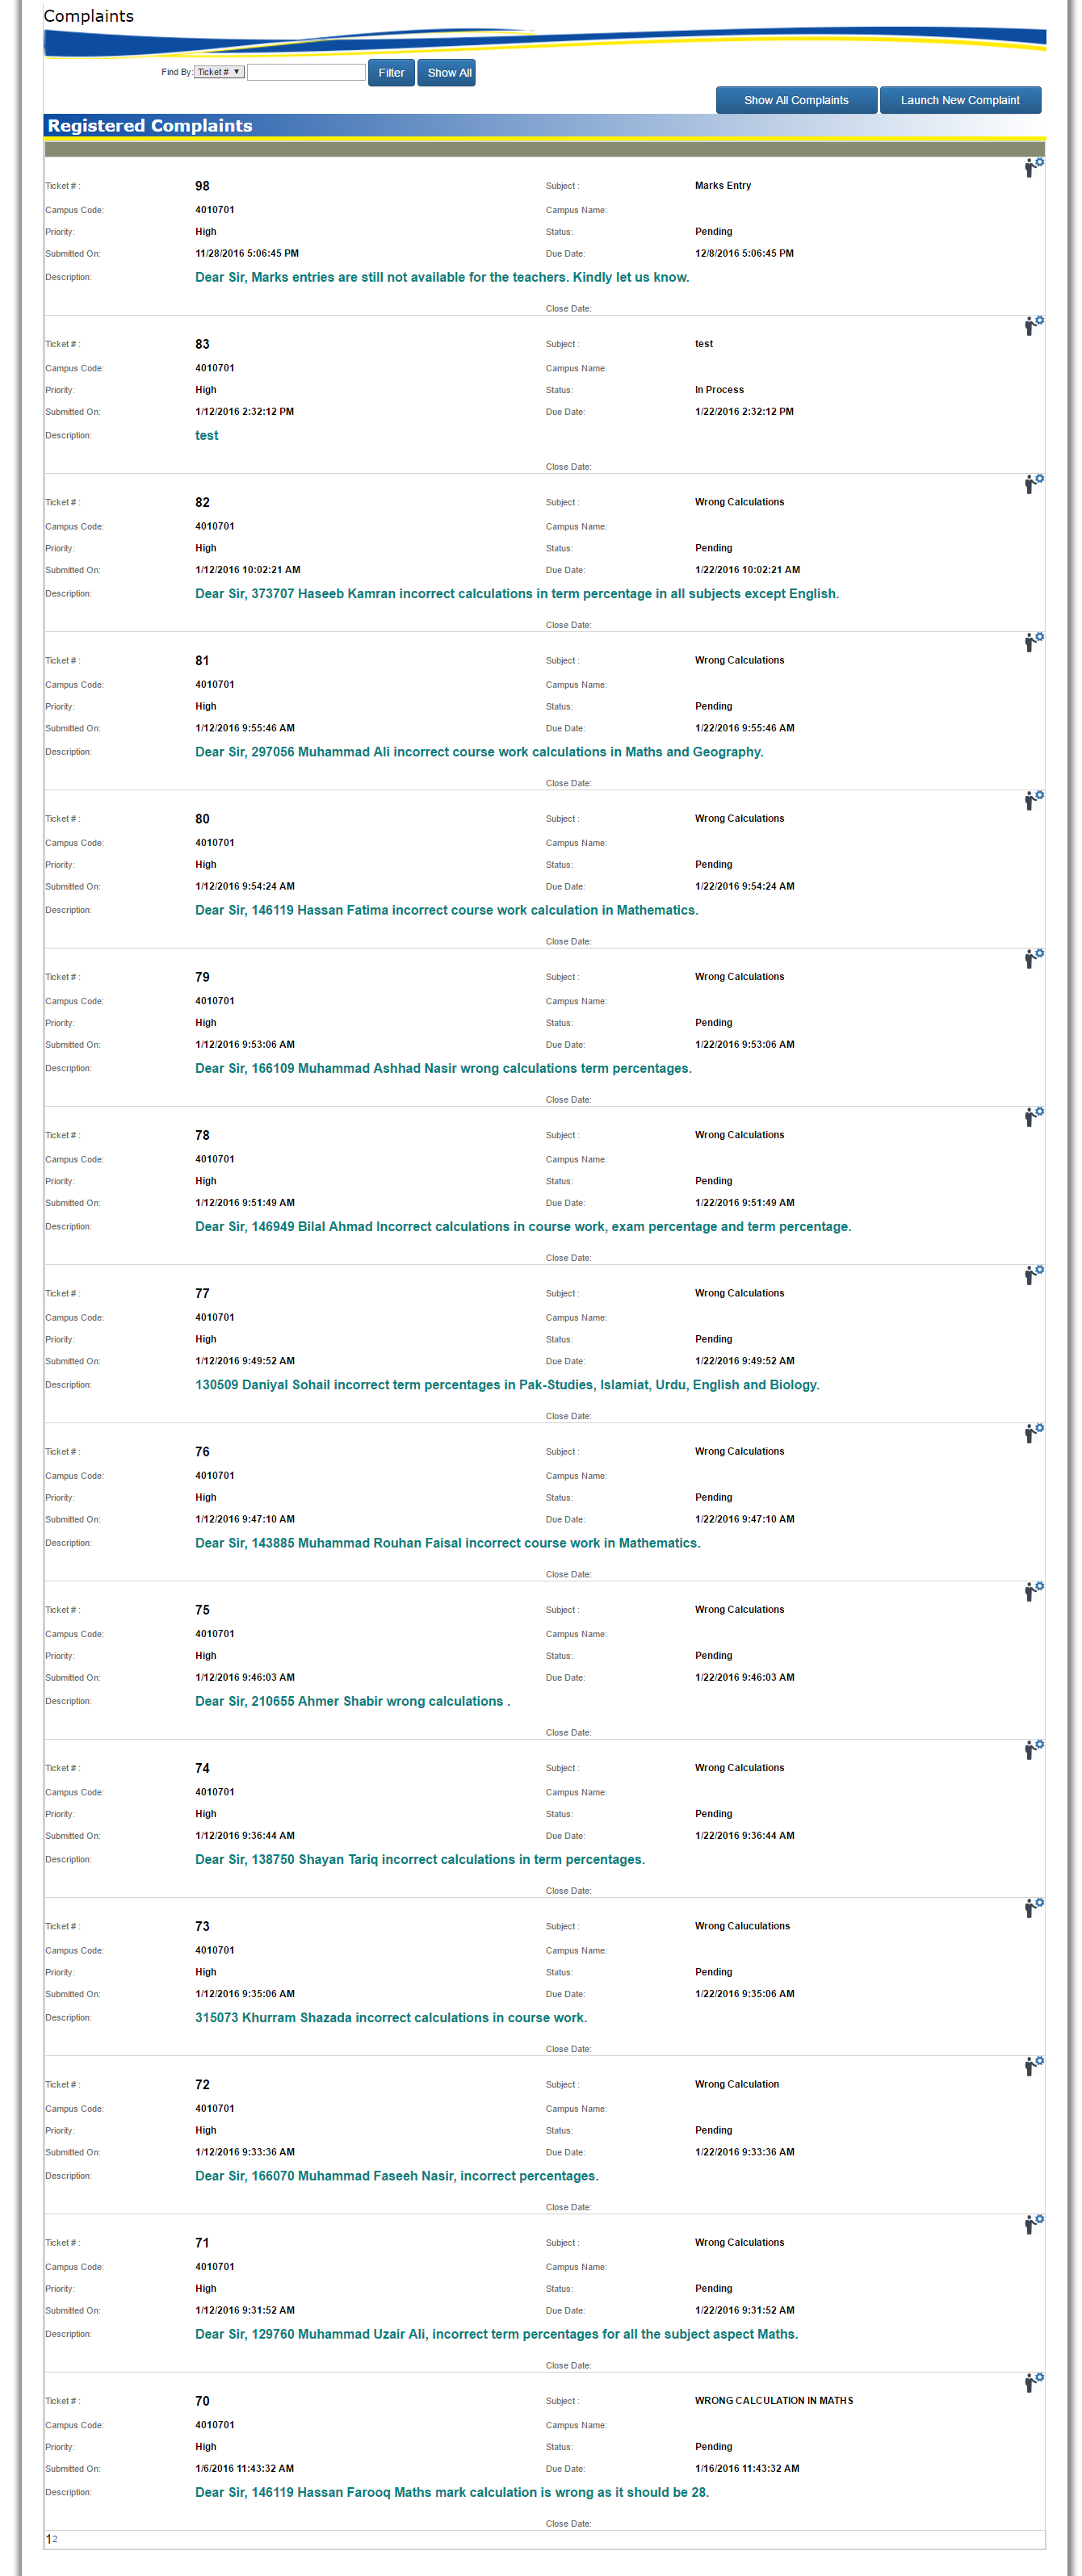 Complaints
Find By: Ticket # Filter Show All
Show All Complaints Launch New Complaint
Registered Complaints
Ticket # : 98 Subject : Marks Entry
Campus Code: 4010701 Campus Name:
Priority: High Status: Pending
Submitted On: 11/28/2016 5:06:45 PM Due Date: 12/8/2016 5:06:45 PM
Description: Dear Sir, Marks entries are still not available for the teachers. Kindly let us know.
Close Date:
Ticket # : 83 Subject : test
Campus Code: 4010701 Campus Name:
Priority: High Status: In Process
Submitted On: 1/12/2016 2:32:12 PM Due Date: 1/22/2016 2:32:12 PM
Description: test
Close Date:
Ticket # : 82 Subject : Wrong Calculations
Campus Code: 4010701 Campus Name:
Priority: High Status: Pending
Submitted On: 1/12/2016 10:02:21 AM Due Date: 1/22/2016 10:02:21 AM
Description: Dear Sir, 373707 Haseeb Kamran incorrect calculations in term percentage in all subjects except English.
Close Date:
Ticket # : 81 Subject : Wrong Calculations
Campus Code: 4010701 Campus Name:
Priority: High Status: Pending
Submitted On: 1/12/2016 9:55:46 AM Due Date: 1/22/2016 9:55:46 AM
Description: Dear Sir, 297056 Muhammad Ali incorrect course work calculations in Maths and Geography.
Close Date:
Ticket # : 80 Subject : Wrong Calculations
Campus Code: 4010701 Campus Name:
Priority: High Status: Pending
Submitted On: 1/12/2016 9:54:24 AM Due Date: 1/22/2016 9:54:24 AM
Description: Dear Sir, 146119 Hassan Fatima incorrect course work calculation in Mathematics.
Close Date:
Ticket # : 79 Subject : Wrong Calculations
Campus Code: 4010701 Campus Name:
Priority: High Status: Pending
Submitted On: 1/12/2016 9:53:06 AM Due Date: 1/22/2016 9:53:06 AM
Description: Dear Sir, 166109 Muhammad Ashhad Nasir wrong calculations term percentages.
Close Date:
Ticket # : 78 Subject : Wrong Calculations
Campus Code: 4010701 Campus Name:
Priority: High Status: Pending
Submitted On: 1/12/2016 9:51:49 AM Due Date: 1/22/2016 9:51:49 AM
Description: Dear Sir, 146949 Bilal Ahmad Incorrect calculations in course work, exam percentage and term percentage.
Close Date:
Ticket # : 77 Subject : Wrong Calculations
Campus Code: 4010701 Campus Name:
Priority: High Status: Pending
Submitted On: 1/12/2016 9:49:52 AM Due Date: 1/22/2016 9:49:52 AM
Description: 130509 Daniyal Sohail incorrect term percentages in Pak-Studies, Islamiat, Urdu, English and Biology.
Close Date:
Ticket # : 76 Subject : Wrong Calculations
Campus Code: 4010701 Campus Name:
Priority: High Status: Pending
Submitted On: 1/12/2016 9:47:10 AM Due Date: 1/22/2016 9:47:10 AM
Description: Dear Sir, 143885 Muhammad Rouhan Faisal incorrect course work in Mathematics.
Close Date:
Ticket # : 75 Subject : Wrong Calculations
Campus Code: 4010701 Campus Name:
Priority: High Status: Pending
Submitted On: 1/12/2016 9:46:03 AM Due Date: 1/22/2016 9:46:03 AM
Description: Dear Sir, 210655 Ahmer Shabir wrong calculations .
Close Date:
Ticket # : 74 Subject : Wrong Calculations
Campus Code: 4010701 Campus Name:
Priority: High Status: Pending
Submitted On: 1/12/2016 9:36:44 AM Due Date: 1/22/2016 9:36:44 AM
Description: Dear Sir, 138750 Shayan Tariq incorrect calculations in term percentages.
Close Date:
Ticket # : 73 Subject : Wrong Caluculations
Campus Code: 4010701 Campus Name:
Priority: High Status: Pending
Submitted On: 1/12/2016 9:35:06 AM Due Date: 1/22/2016 9:35:06 AM
Description: 315073 Khurram Shazada incorrect calculations in course work.
Close Date:
Ticket # : 72 Subject : Wrong Calculation
Campus Code: 4010701 Campus Name:
Priority: High Status: Pending
Submitted On: 1/12/2016 9:33:36 AM Due Date: 1/22/2016 9:33:36 AM
Description: Dear Sir, 166070 Muhammad Faseeh Nasir, incorrect percentages.
Close Date:
Ticket # : 71 Subject : Wrong Calculations
Campus Code: 4010701 Campus Name:
Priority: High Status: Pending
Submitted On: 1/12/2016 9:31:52 AM Due Date: 1/22/2016 9:31:52 AM
Description: Dear Sir, 129760 Muhammad Uzair Ali, incorrect term percentages for all the subject aspect Maths.
Close Date:
Ticket # : 70 Subject : WRONG CALCULATION IN MATHS
Campus Code: 4010701 Campus Name:
Priority: High Status: Pending
Submitted On: 1/6/2016 11:43:32 AM Due Date: 1/16/2016 11:43:32 AM
Description: Dear Sir, 146119 Hassan Farooq Maths mark calculation is wrong as it should be 28.
Close Date:
1 2